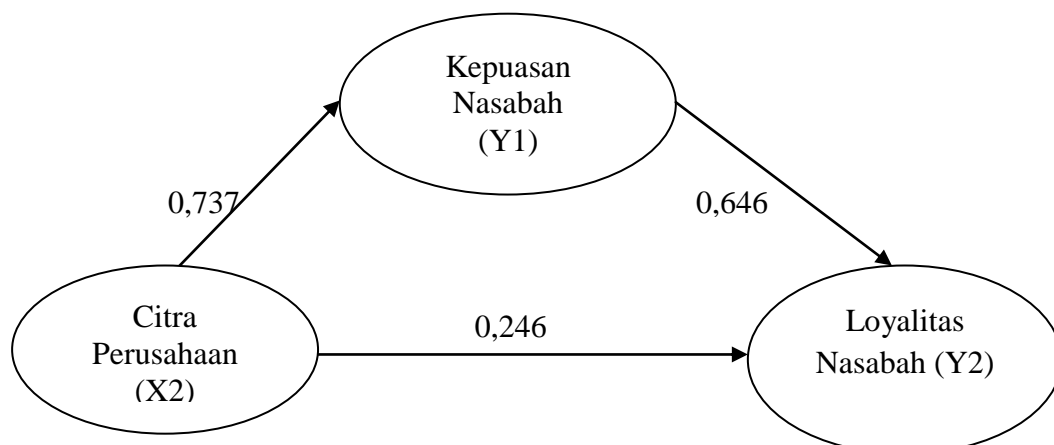 Kepuasan
Nasabah
(Y1)
0,737
0,646
Citra
Perusahaan
(X2)
0,246
Loyalitas
Nasabah (Y2)